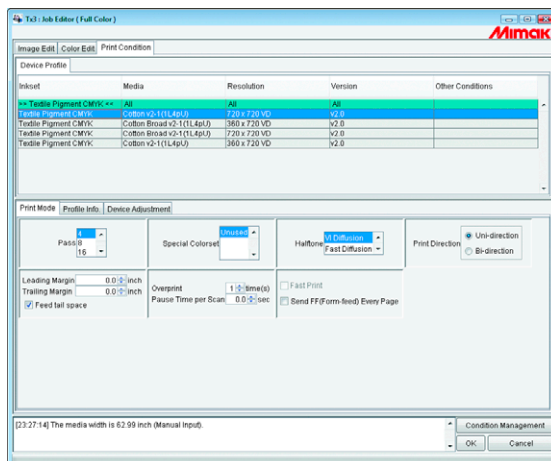 Tx3 : Job Editor ( Full Color )
Mimaki
Image Edit Color Edit Print Condition
Device Profile
Inkset Media Resolution Version Other Conditions
== Textile Pigment CMYK == All All All
Textile Pigment CMYK Cotton v2-1(1L4pU) 720 x 720 VD v2.0
Textile Pigment CMYK Cotton Broad v2-1(1L4pU) 360 x 720 VD v2.0
Textile Pigment CMYK Cotton Broad v2-1(1L4pU) 720 x 720 VD v2.0
Textile Pigment CMYK Cotton v2-1(1L4pU) 360 x 720 VD v2.0
Print Mode Profile Info. Device Adjustment
Pass 4 8 16
Special Colorset Unused
Halftone VI Diffusion Fast Diffusion
Print Direction Uni-direction Bi-direction
Leading Margin 0.0 inch
Trailing Margin 0.0 inch
Feed tail space
Overprint 1 time(s)
Pause Time per Scan 0.0 sec
Fast Print
Send FF(Form-feed) Every Page
[23:27:14] The media width is 62.99 inch (Manual Input).
Condition Management
OK Cancel